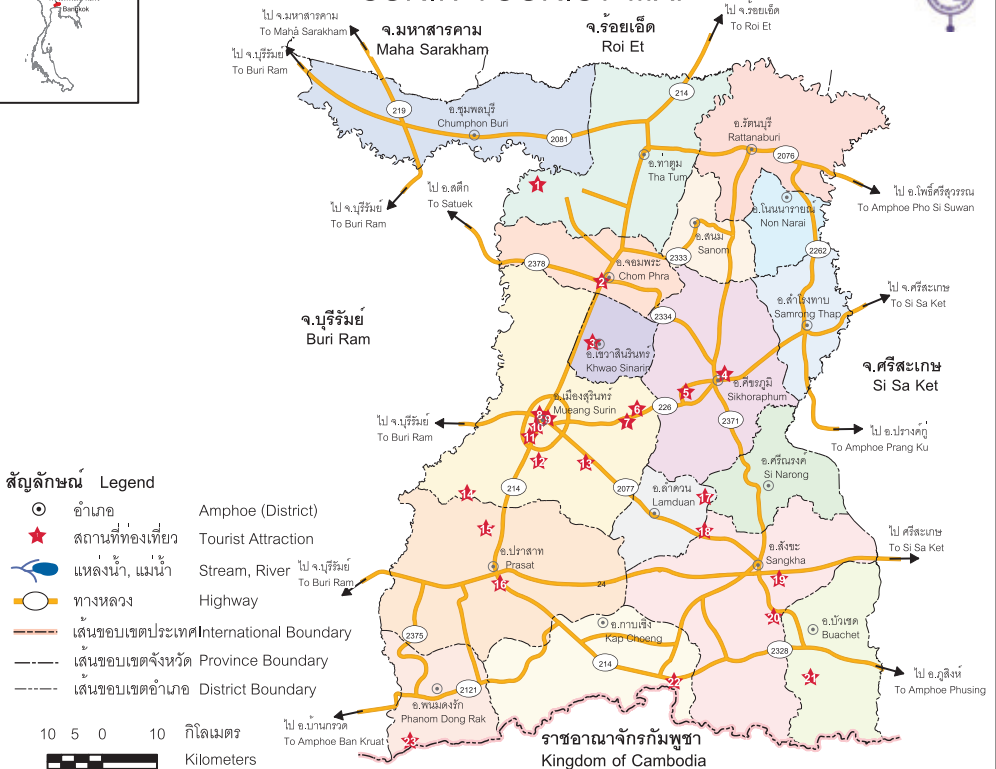 Bangkok
ไป จ.มหาสารคาม
To Maha Sarakham
จ.มหาสารคาม
Maha Sarakham
จ.ร้อยเอ็ด
Roi Et
ไป จ.ร้อยเอ็ด
To Roi Et
ไป จ.บุรีรัมย์
To Buri Ram
219
อ.ชุมพลบุรี
Chumphon Buri
2081
214
อ.รัตนบุรี
Rattanaburi
2076
อ.ท่าตูม
Tha Tum
1
ไป จ.บุรีรัมย์
To Buri Ram
ไป อ.สตึก
To Satuek
ไป อ.โพธิ์ศรีสุวรรณ
To Amphoe Pho Si Suwan
อ.โนนนารายณ์
Non Narai
อ.สนม
Sanom
2262
2378
2333
อ.จอมพระ
Chom Phra
2
ไป จ.ศรีสะเกษ
To Si Sa Ket
อ.สำโรงทาบ
Samrong Thap
2334
จ.บุรีรัมย์
Buri Ram
3
อ.เขวาสินรินทร์
Khwao Sinarin
จ.ศรีสะเกษ
Si Sa Ket
4
อ.ศีขรภูมิ
Sikhoraphum
5
อ.เมืองสุรินทร์
Mueang Surin
6
7
8
9
10
11
226
2371
ไป จ.บุรีรัมย์
To Buri Ram
ไป อ.ปรางค์กู่
To Amphoe Prang Ku
12
13
อ.ศรีณรงค์
Si Narong
14
214
2077
อ.ลำดวน
Lamduan
17
15
18
อ.ปราสาท
Prasat
16
24
อ.สังขะ
Sangkha
19
ไป ศรีสะเกษ
To Si Sa Ket
ไป จ.บุรีรัมย์
To Buri Ram
20
อ.บัวเชด
Buachet
อ.กาบเชิง
Kap Choeng
2375
214
2328
21
22
ไป อ.ภูสิงห์
To Amphoe Phusing
2121
อ.พนมดงรัก
Phanom Dong Rak
23
ไป อ.บ้านกรวด
To Amphoe Ban Kruat
ราชอาณาจักรกัมพูชา
Kingdom of Cambodia
สัญลักษณ์ Legend
อำเภอ Amphoe (District)
สถานที่ท่องเที่ยว Tourist Attraction
แหล่งน้ำ, แม่น้ำ Stream, River
ทางหลวง Highway
เส้นขอบเขตประเทศ International Boundary
เส้นขอบเขตจังหวัด Province Boundary
เส้นขอบเขตอำเภอ District Boundary
10 5 0 10 กิโลเมตร
Kilometers